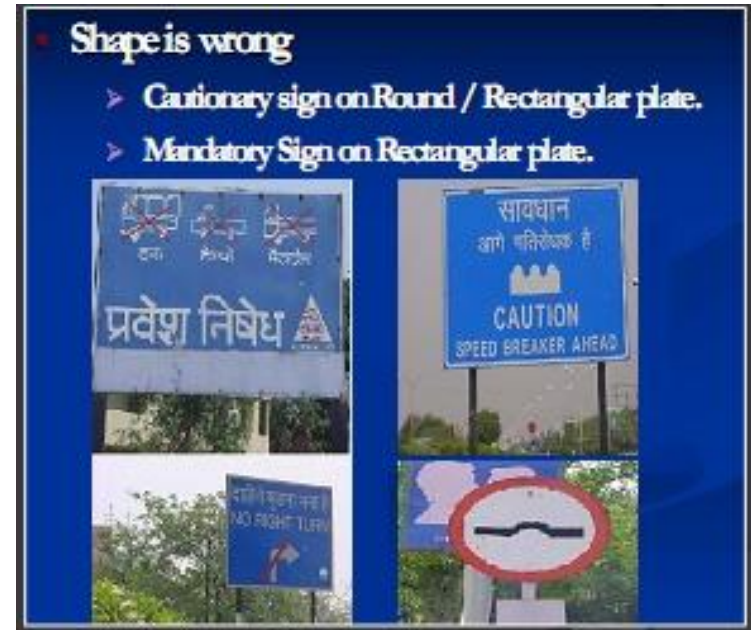 Shape is wrong
Cautionary sign on Round / Rectangular plate.
Mandatory Sign on Rectangular plate.
प्रवेश निषेध
सावधान
आगे गतिरोधक है
CAUTION
SPEED BREAKER AHEAD
NO RIGHT TURN